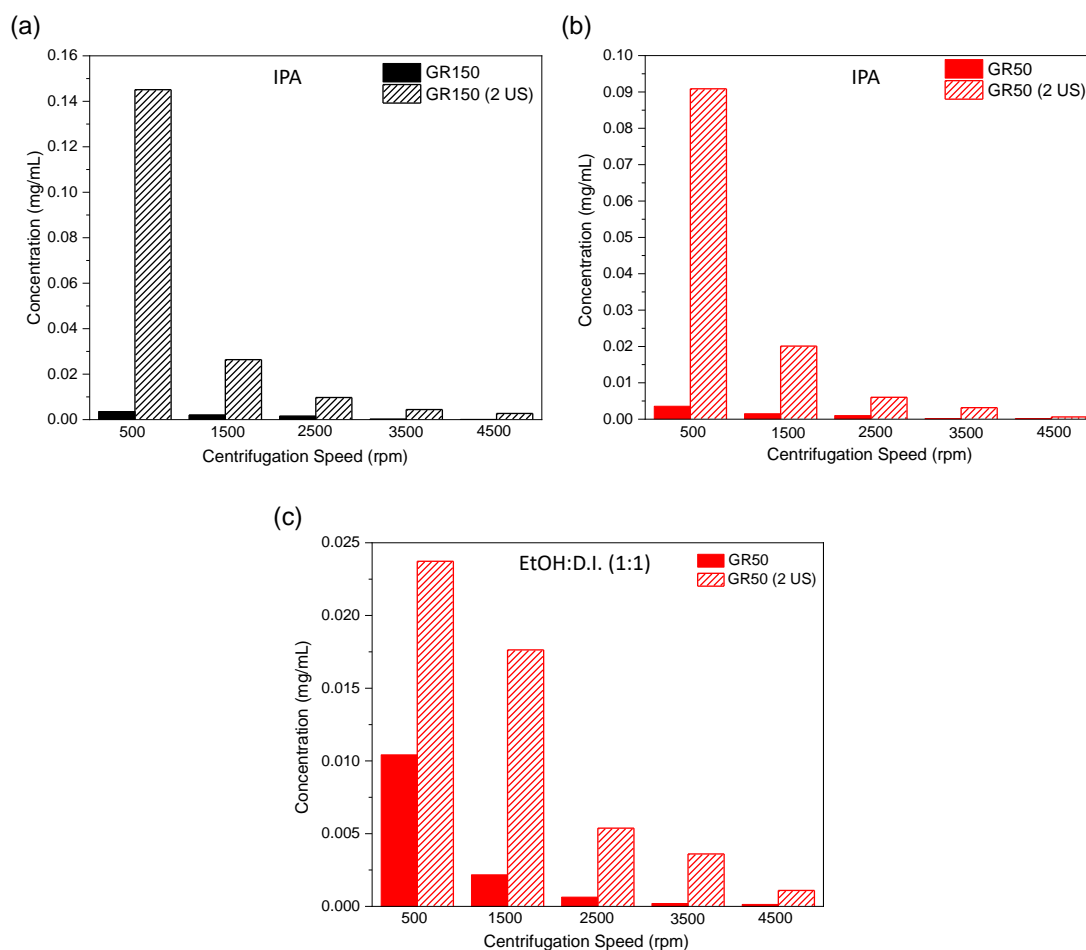 (a)
IPA
GR150
GR150 (2 US)
0.16
0.14
0.12
0.10
0.08
0.06
0.04
0.02
0.00
Concentration (mg/mL)
500 1500 2500 3500 4500
Centrifugation Speed (rpm)
(b)
IPA
GR50
GR50 (2 US)
0.10
0.09
0.08
0.07
0.06
0.05
0.04
0.03
0.02
0.01
0.00
Concentration (mg/mL)
500 1500 2500 3500 4500
Centrifugation Speed (rpm)
(c)
EtOH:D.I. (1:1)
GR50
GR50 (2 US)
0.025
0.020
0.015
0.010
0.005
0.000
Concentration (mg/mL)
500 1500 2500 3500 4500
Centrifugation Speed (rpm)